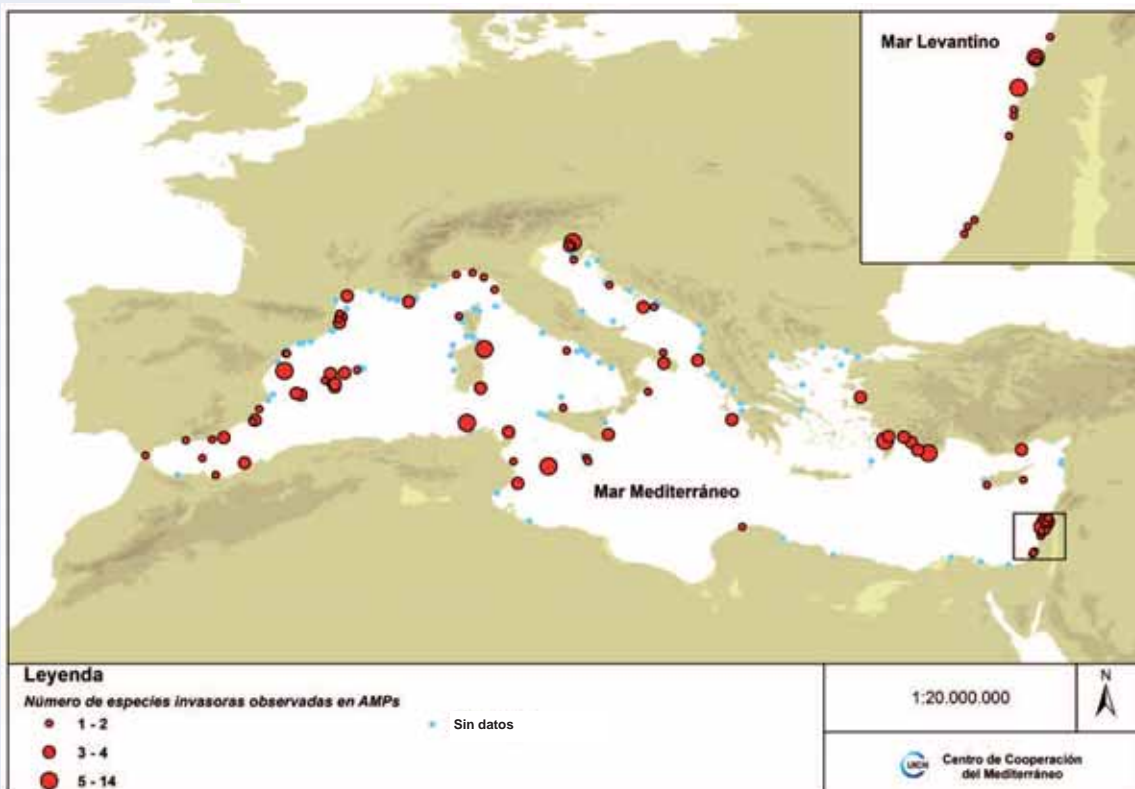 Mar Levantino
Mar Mediterráneo
Leyenda
Número de especies invasoras observadas en AMPs
1 - 2
3 - 4
5 - 14
Sin datos
1:20.000.000
N
UICN
Centro de Cooperación
del Mediterráneo